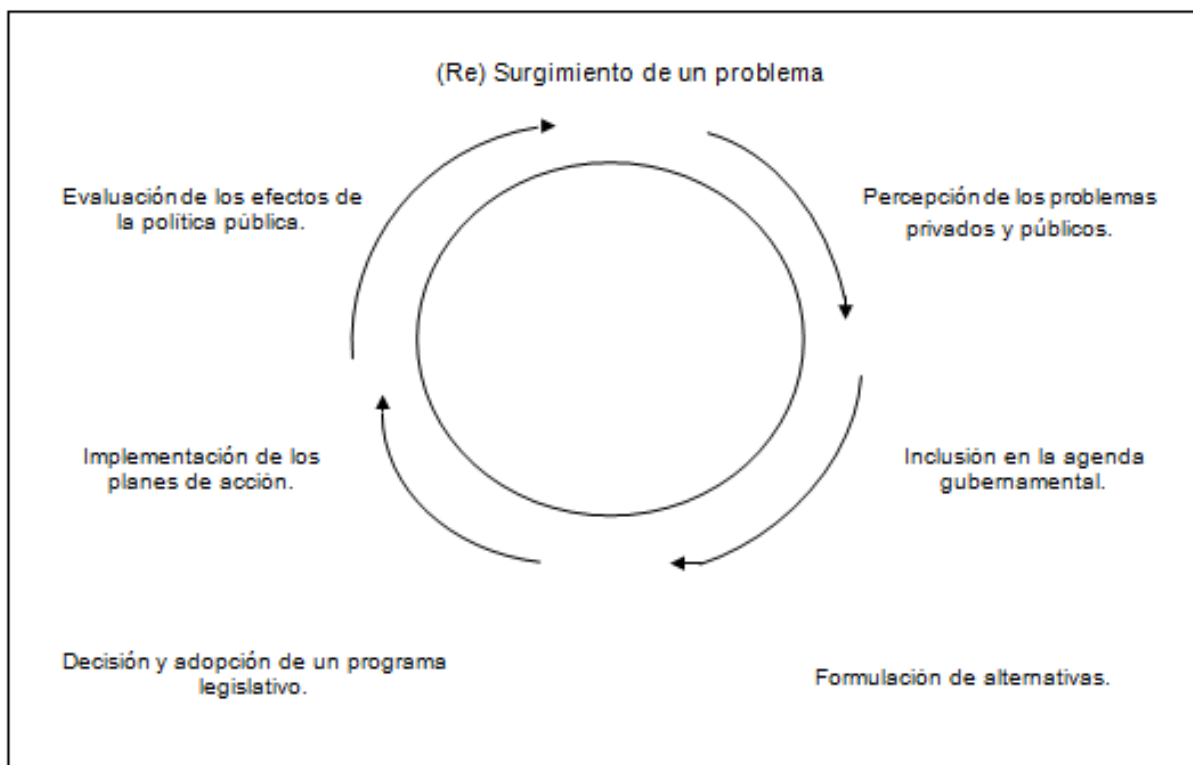 (Re) Surgimiento de un problema
Percepción de los problemas
privados y públicos.
Inclusión en la agenda
gubernamental.
Formulación de alternativas.
Decisión y adopción de un programa
legislativo.
Implementación de los
planes de acción.
Evaluación de los efectos de
la política pública.